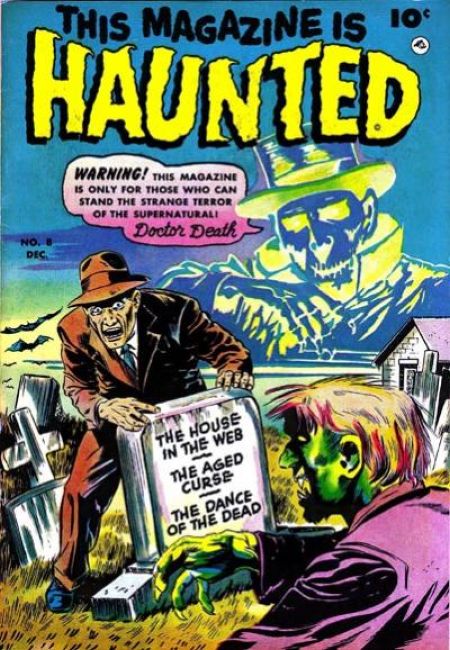 THIS MAGAZINE IS
10¢
HAUNTED
WARNING! THIS MAGAZINE
IS ONLY FOR THOSE WHO CAN
STAND THE STRANGE TERROR
OF THE SUPERNATURAL!
Doctor Death
NO. 8
DEC.
THE HOUSE
IN THE WEB
THE AGED
CURSE
THE DANCE
OF THE DEAD